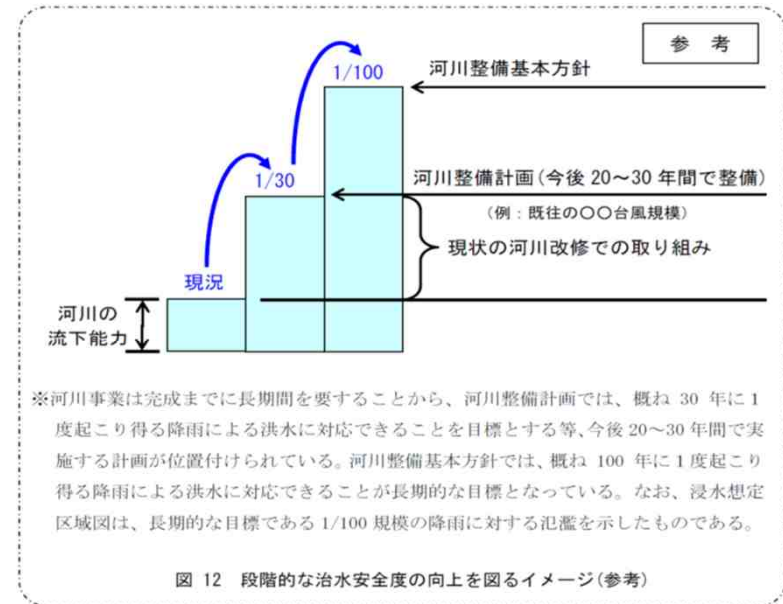 参　考
1/100
河川整備基本方針
1/30
河川整備計画（今後 20～30 年間で整備）
（例：既往の〇〇台風規模）
現状の河川改修での取り組み
現況
河川の
流下能力
※河川事業は完成までに長期間を要することから、河川整備計画では、概ね 30 年に 1
度起こり得る降雨による洪水に対応できることを目標とする等、今後 20～30 年間で実
施する計画が位置付けられている。河川整備基本方針では、概ね 100 年に 1 度起こり
得る降雨による洪水に対応できることが長期的な目標となっている。なお、浸水想定
区域図は、長期的な目標である 1/100 規模の降雨に対する氾濫を示したものである。
図 12　段階的な治水安全度の向上を図るイメージ（参考）